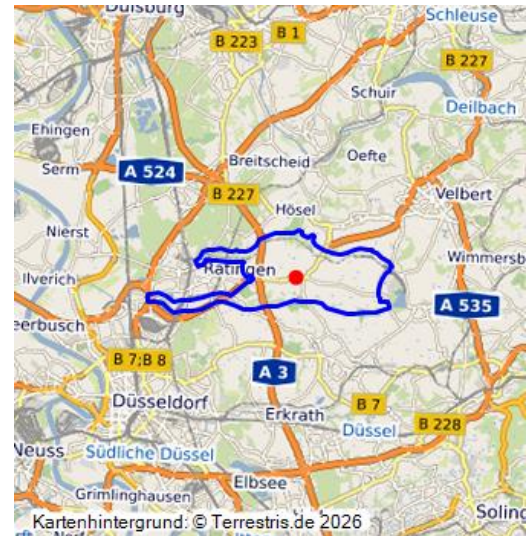 Duisburg
Schleuse
B 223
B 1
B 227
Schuir
Deilbach
Ehingen
Breitscheid
Oefte
Serm
A 524
B 227
Velbert
Hösel
Nierst
Ratingen
Wimmersb
Ilverich
A 535
eerbusch
B 7;B 8
A 3
B 7
Düsseldorf
Erkrath
B 228
Düssel
Neuss
Südliche Düssel
Elbsee
Grimlinghausen
Soling
Kartenhintergrund: © Terrestris.de 2026